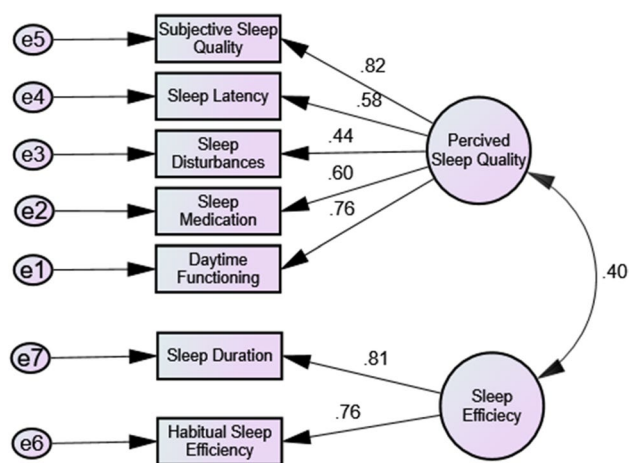 e5
Subjective Sleep
Quality
.82
e4
Sleep Latency
.58
e3
Sleep
Disturbances
.44
Percived
Sleep Quality
e2
Sleep
Medication
.60
e1
Daytime
Functioning
.76
.40
e7
Sleep Duration
.81
Sleep
Efficiecy
e6
Habitual Sleep
Efficiency
.76